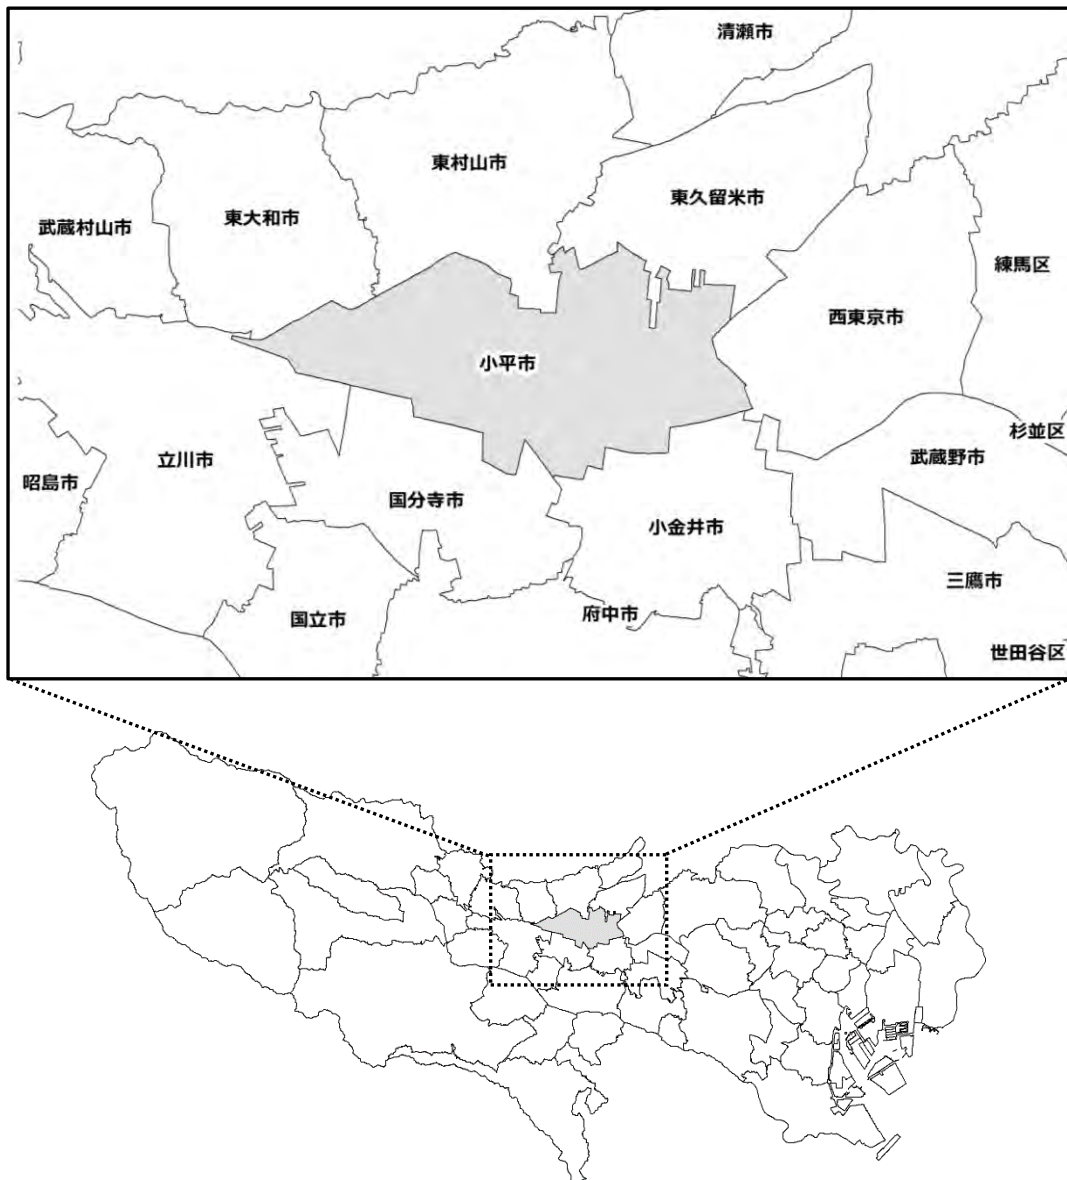 清瀬市
東村山市
東久留米市
東大和市
武蔵村山市
練馬区
西東京市
小平市
杉並区
武蔵野市
立川市
昭島市
国分寺市
小金井市
三鷹市
国立市
府中市
世田谷区